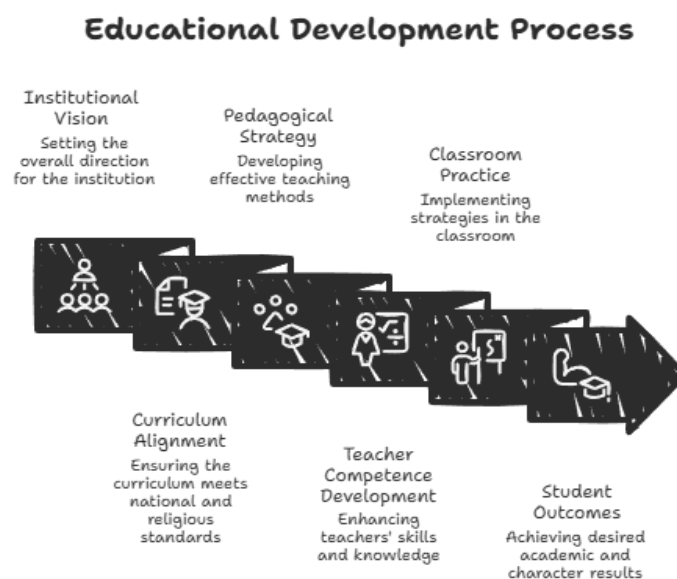 Educational Development Process
Institutional
Vision
Setting the
overall direction
for the institution
Pedagogical
Strategy
Developing
effective teaching
methods
Classroom
Practice
Implementing
strategies in the
classroom
Curriculum
Alignment
Ensuring the
curriculum meets
national and
religious
standards
Teacher
Competence
Development
Enhancing
teachers' skills
and knowledge
Student
Outcomes
Achieving desired
academic and
character results